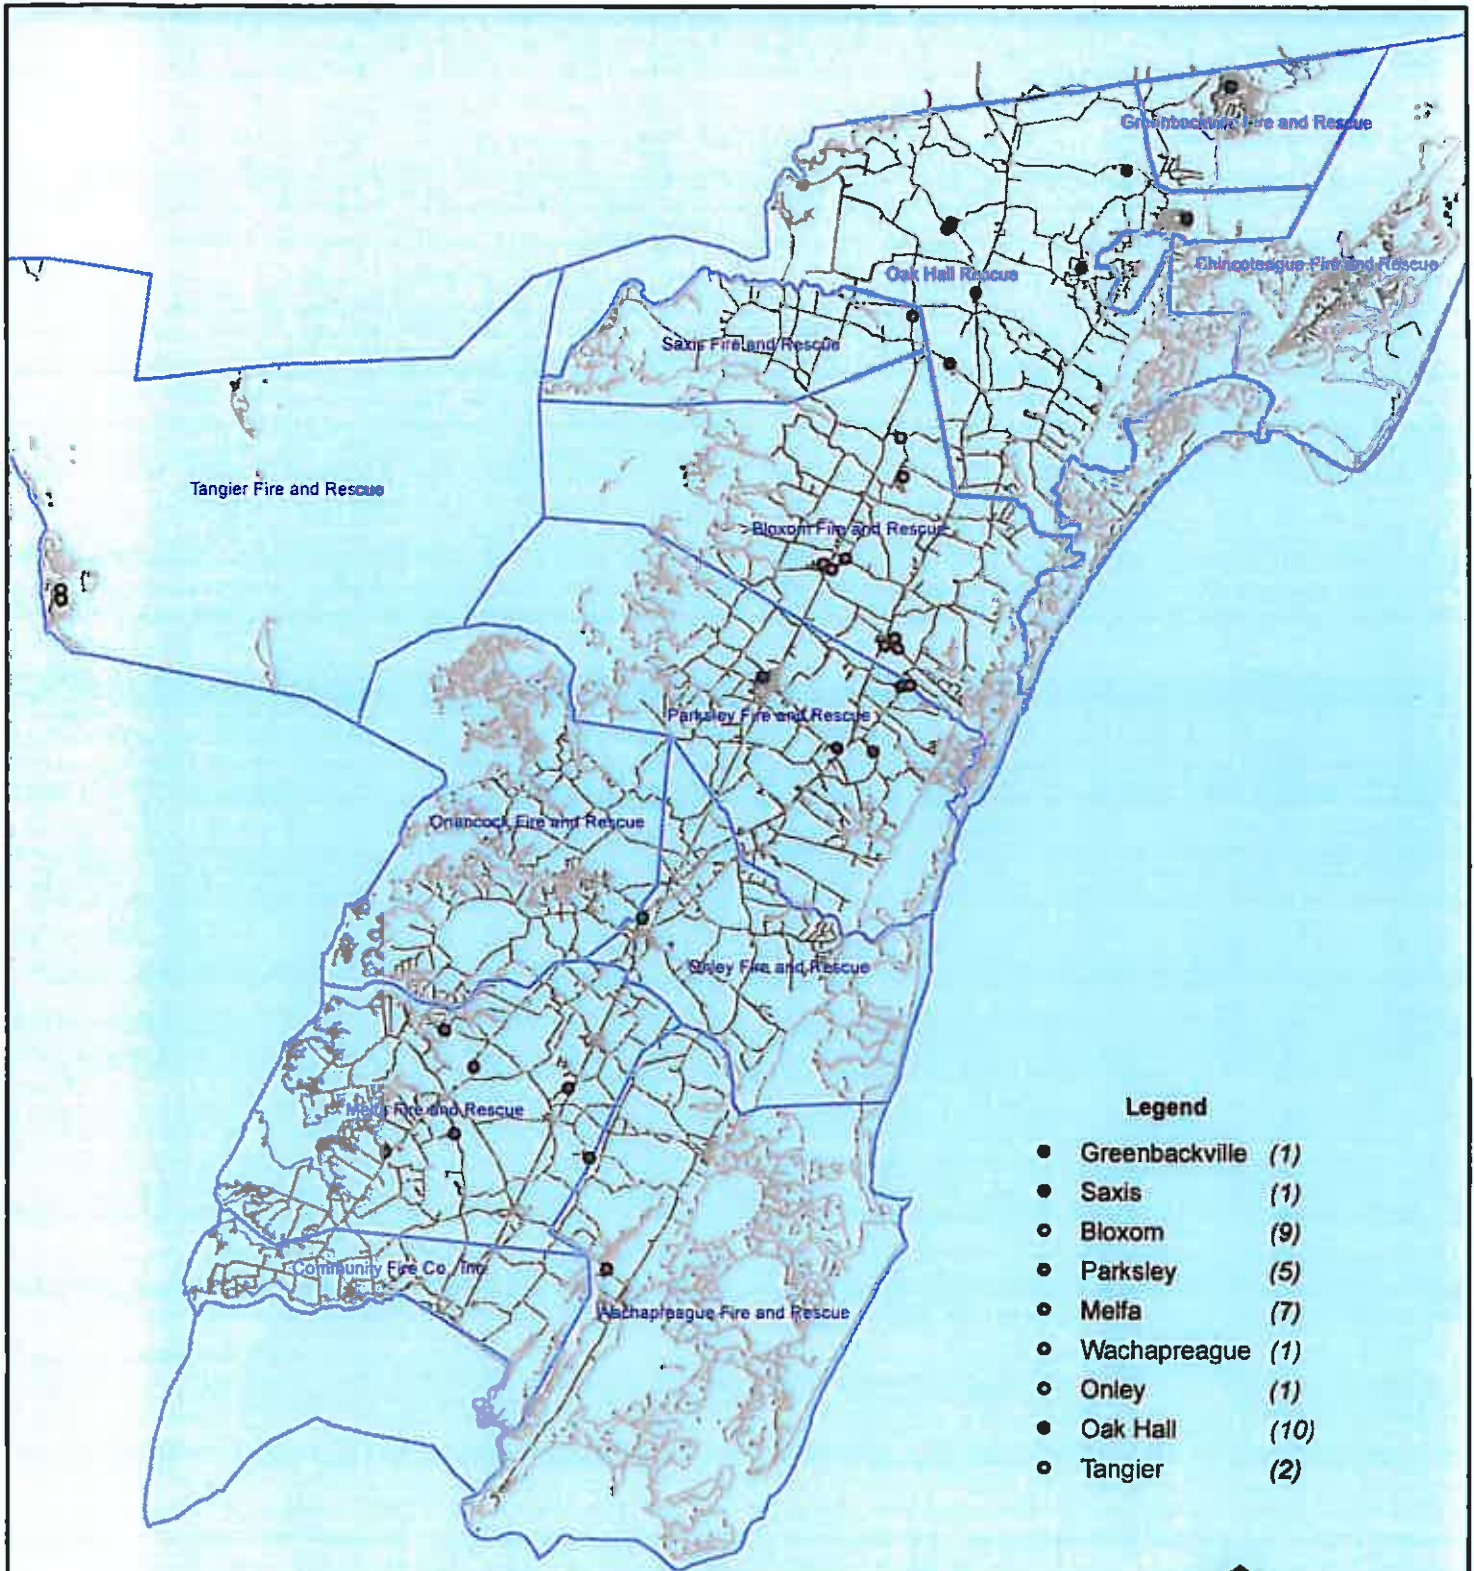 Greenbackville Fire and Rescue
Chincoteague Fire and Rescue
Oak Hall Rescue
Saxis Fire and Rescue
Tangier Fire and Rescue
Bloxom Fire and Rescue
Parksley Fire and Rescue
Onancock Fire and Rescue
Onley Fire and Rescue
Melfa Fire and Rescue
Community Fire Co., Inc.
Wachapreague Fire and Rescue
Legend
Greenbackville (1)
Saxis (1)
Bloxom (9)
Parksley (5)
Melfa (7)
Wachapreague (1)
Onley (1)
Oak Hall (10)
Tangier (2)